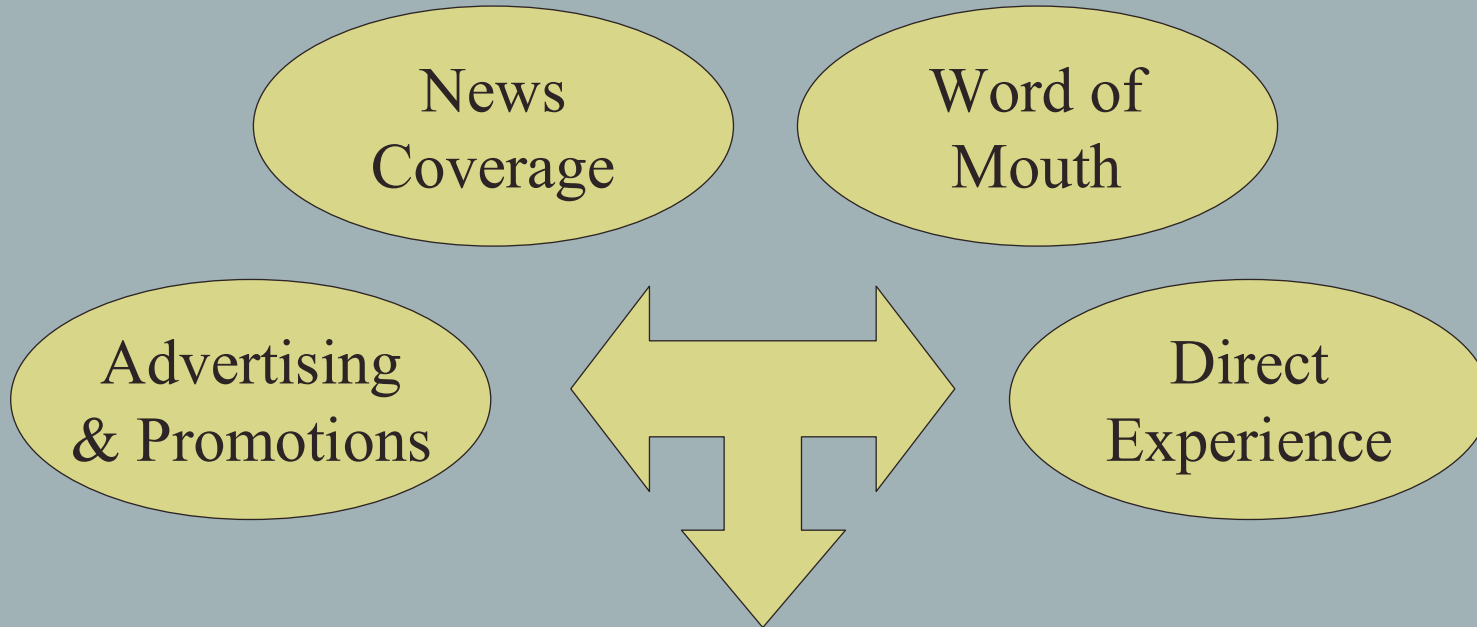 News
Coverage
Word of
Mouth
Advertising
& Promotions
Direct
Experience